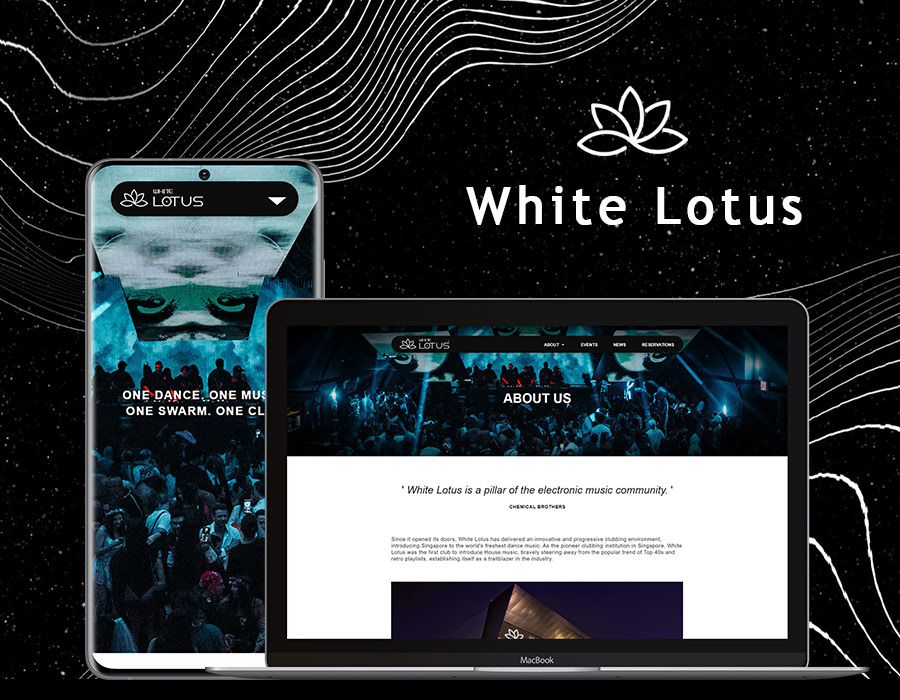 White Lotus
WHITE
LOTUS
ONE DANCE. ONE MUS
ONE SWARM. ONE CL
WHITE
LOTUS
ABOUT
EVENTS
NEWS
RESERVATIONS
ABOUT US
" White Lotus is a pillar of the electronic music community. "
CHEMICAL BROTHERS
Since it opened its doors, White Lotus has delivered an innovative and progressive clubbing environment,
introducing Singapore to the world's freshest dance music. As the pioneer clubbing institution in Singapore, White
Lotus was the first club to introduce House music, bravely steering away from the popular trend of Top 40s and
retro playlists, establishing itself as a trailblazer in the industry.
MacBook